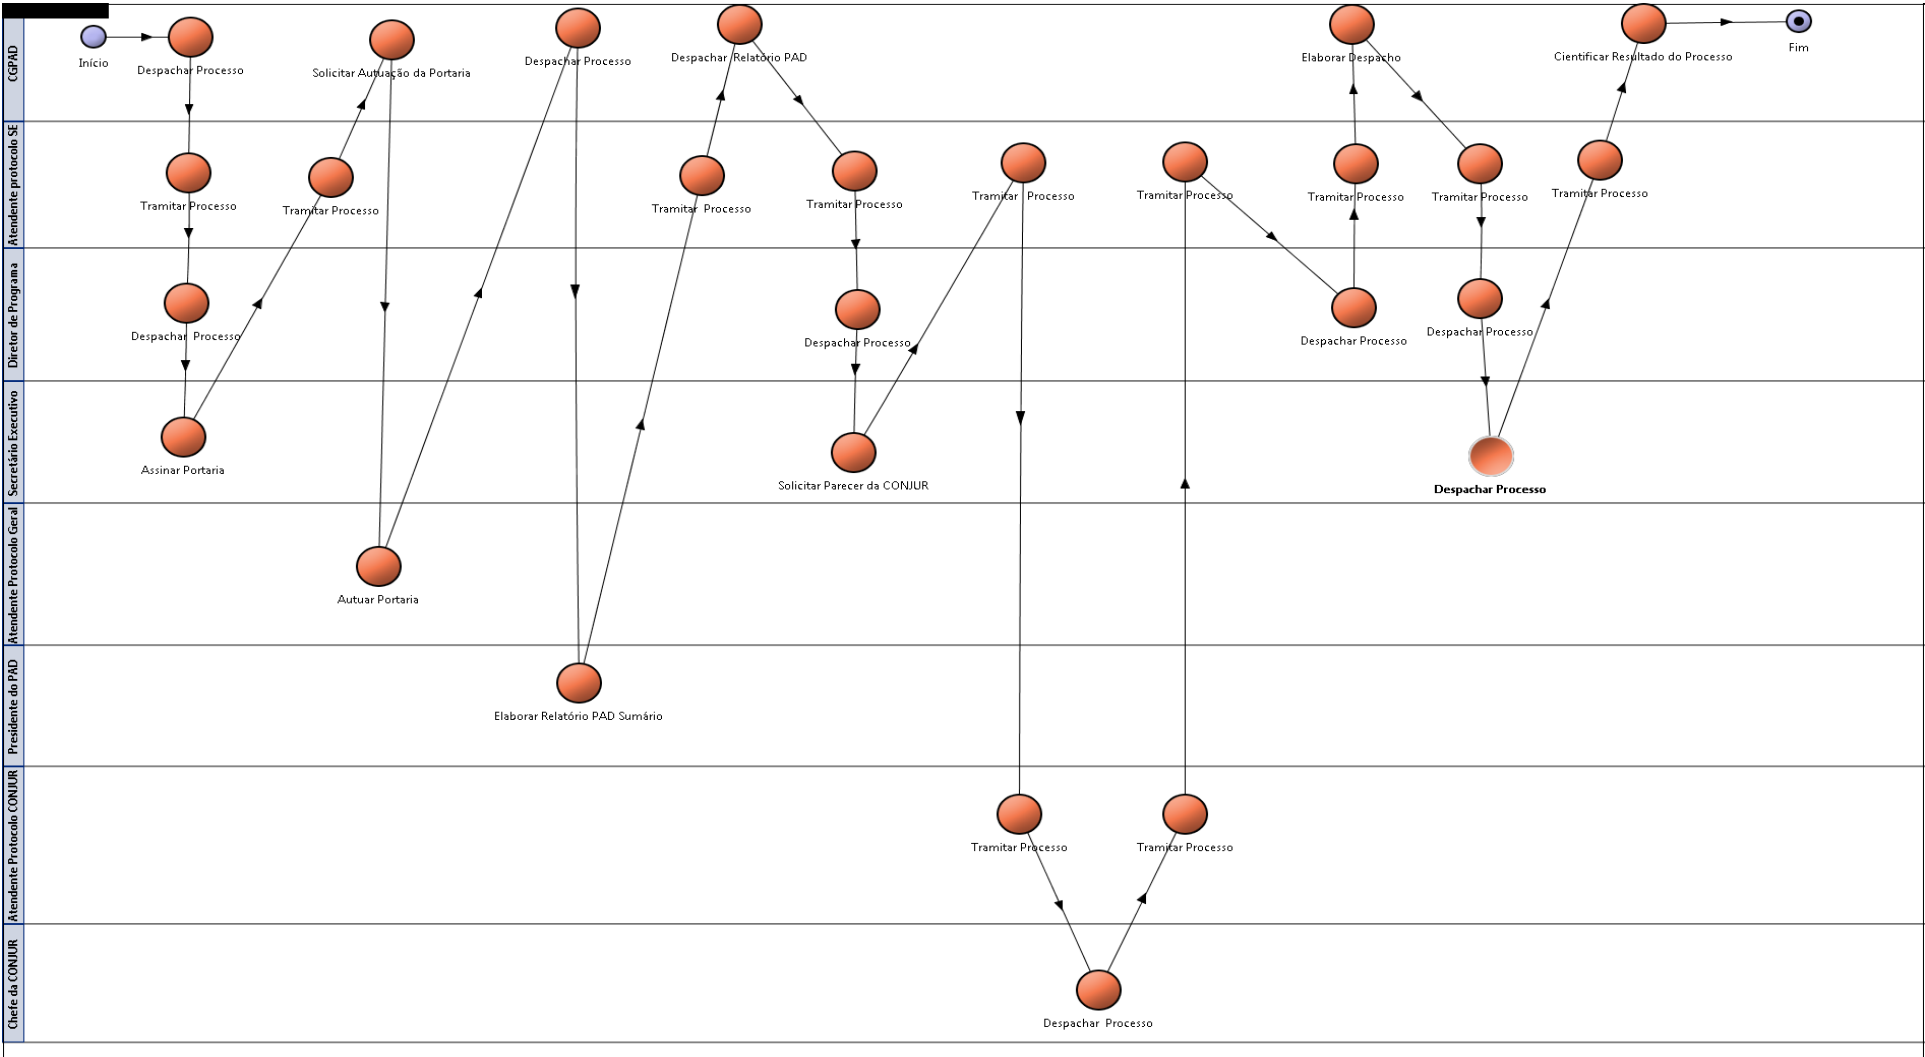 CGPAD
Início
Despachar Processo
Solicitar Autuação da Portaria
Despachar Processo
Despachar Relatório PAD
Elaborar Despacho
Cientificar Resultado do Processo
Fim
Atendente protocolo SE
Tramitar Processo
Tramitar Processo
Tramitar Processo
Tramitar Processo
Tramitar Processo
Tramitar Processo
Tramitar Processo
Tramitar Processo
Tramitar Processo
Diretor de Programa
Despachar Processo
Despachar Processo
Despachar Processo
Despachar Processo
Secretário Executivo
Assinar Portaria
Solicitar Parecer da CONJUR
Despachar Processo
Atendente Protocolo Geral
Autuar Portaria
Presidente do PAD
Elaborar Relatório PAD Sumário
Atendente Protocolo CONJUR
Tramitar Processo
Tramitar Processo
Chefe da CONJUR
Despachar Processo